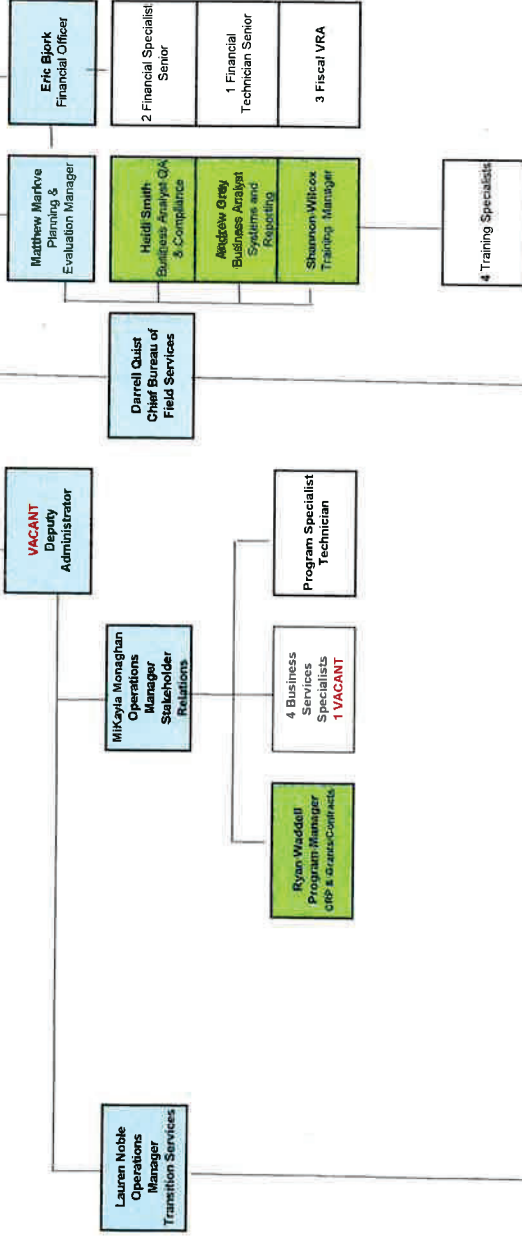 Eric Bjork
Financial Officer
2 Financial Specialist
Senior
1 Financial
Technician Senior
3 Fiscal VRA
Matthew Markve
Planning &
Evaluation Manager
Heidi Smith
Business Analyst QA
& Compliance
Andrew Gray
Business Analyst
Systems and
Reporting
Shannon Wilcox
Training Manager
4 Training Specialists
Darrell Quist
Chief Bureau of
Field Services
VACANT
Deputy
Administrator
MiKayla Monaghan
Operations
Manager
Stakeholder
Relations
Program Specialist
Technician
4 Business
Services
Specialists
1 VACANT
Ryan Waddell
Program Manager
CRP & Grants/Contracts
Lauren Noble
Operations
Manager
Transition Services